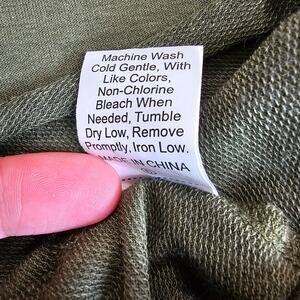 Machine Wash
Cold Gentle, With
Like Colors,
Non-Chlorine
Bleach When
Needed, Tumble
Dry Low, Remove
Promptly, Iron Low.
MADE IN CHINA